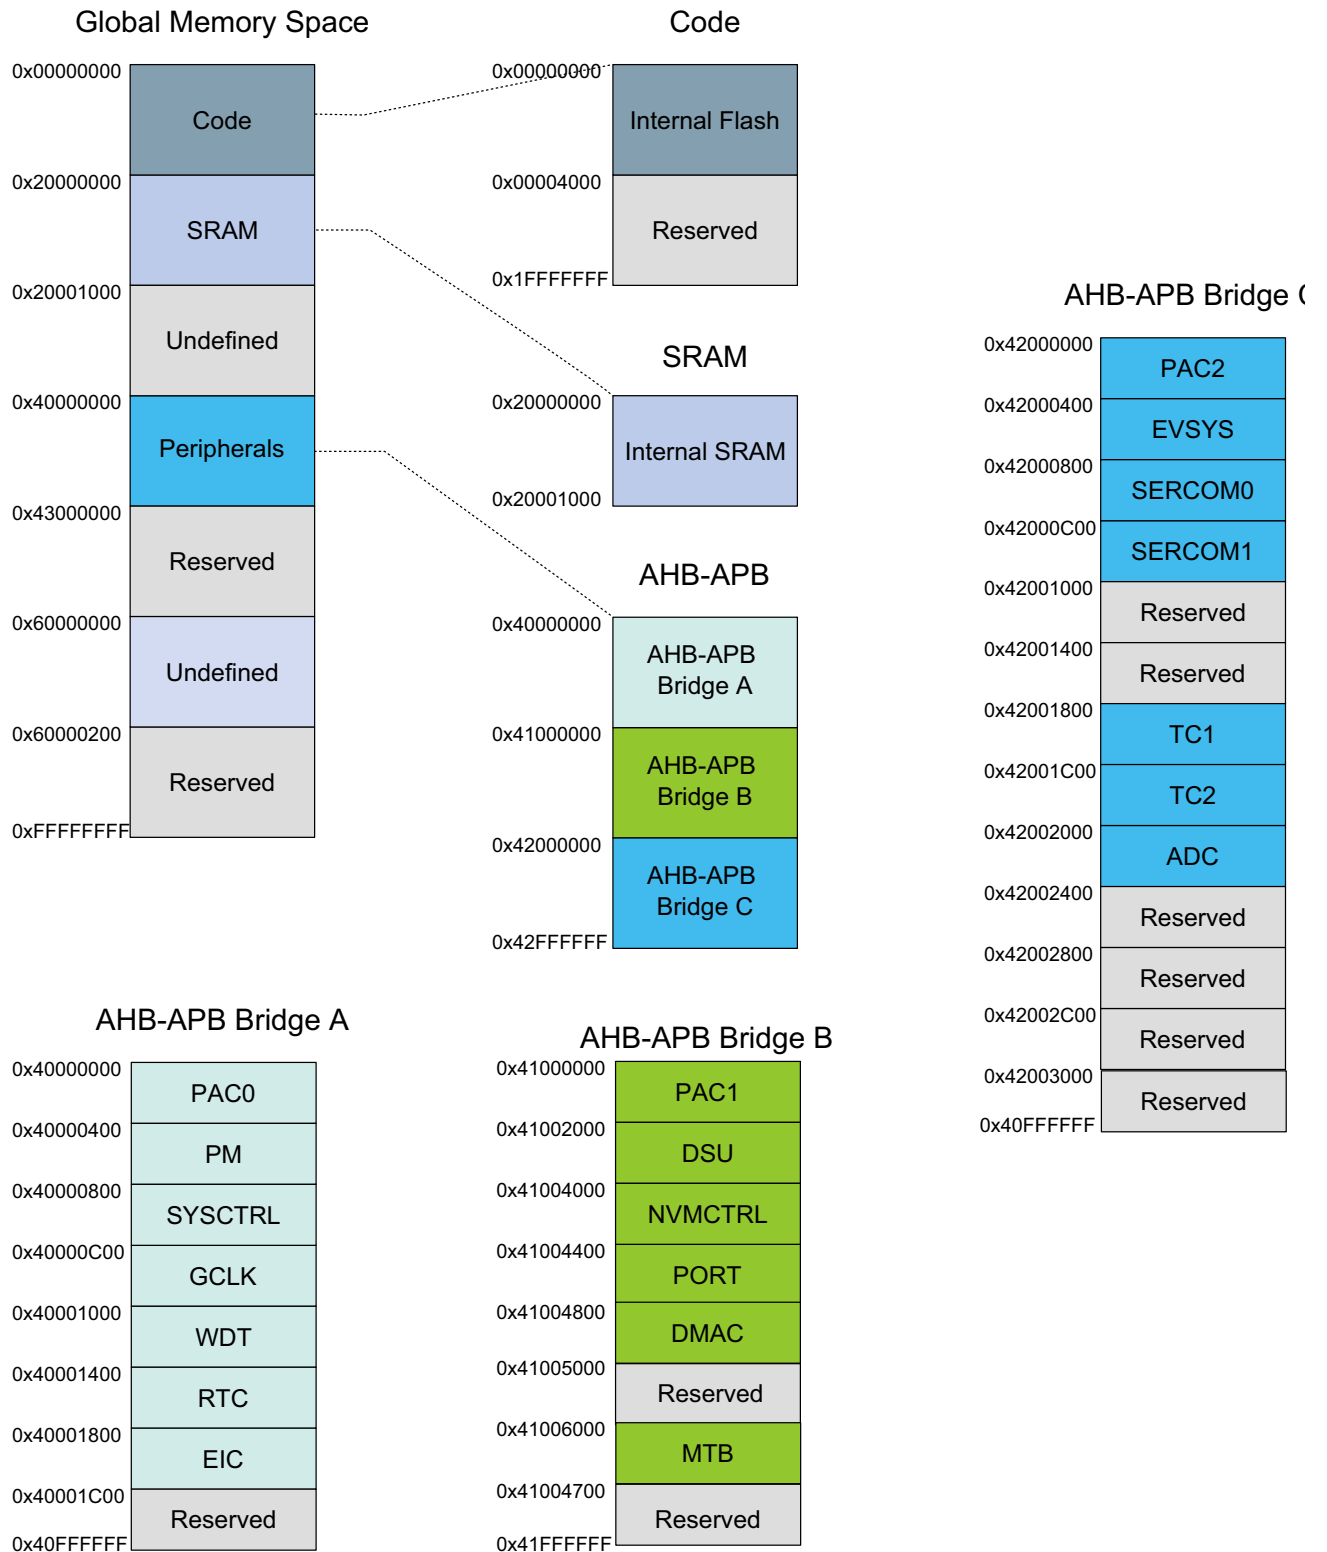 Global Memory Space
0x00000000
Code
0x20000000
SRAM
0x20001000
Undefined
0x40000000
Peripherals
0x43000000
Reserved
0x60000000
Undefined
0x60000200
Reserved
0xFFFFFFFF
Code
0x00000000
Internal Flash
0x00004000
Reserved
0x1FFFFFFF
SRAM
0x20000000
Internal SRAM
0x20001000
AHB-APB
0x40000000
AHB-APB
Bridge A
0x41000000
AHB-APB
Bridge B
0x42000000
AHB-APB
Bridge C
0x42FFFFFF
AHB-APB Bridge
0x42000000
PAC2
0x42000400
EVSYS
0x42000800
SERCOM0
0x42000C00
SERCOM1
0x42001000
Reserved
0x42001400
Reserved
0x42001800
TC1
0x42001C00
TC2
0x42002000
ADC
0x42002400
Reserved
0x42002800
Reserved
0x42002C00
Reserved
0x42003000
Reserved
0x40FFFFFF
AHB-APB Bridge A
0x40000000
PAC0
0x40000400
PM
0x40000800
SYSCTRL
0x40000C00
GCLK
0x40001000
WDT
0x40001400
RTC
0x40001800
EIC
0x40001C00
Reserved
0x40FFFFFF
AHB-APB Bridge B
0x41000000
PAC1
0x41002000
DSU
0x41004000
NVMCTRL
0x41004400
PORT
0x41004800
DMAC
0x41005000
Reserved
0x41006000
MTB
0x41004700
Reserved
0x41FFFFFF